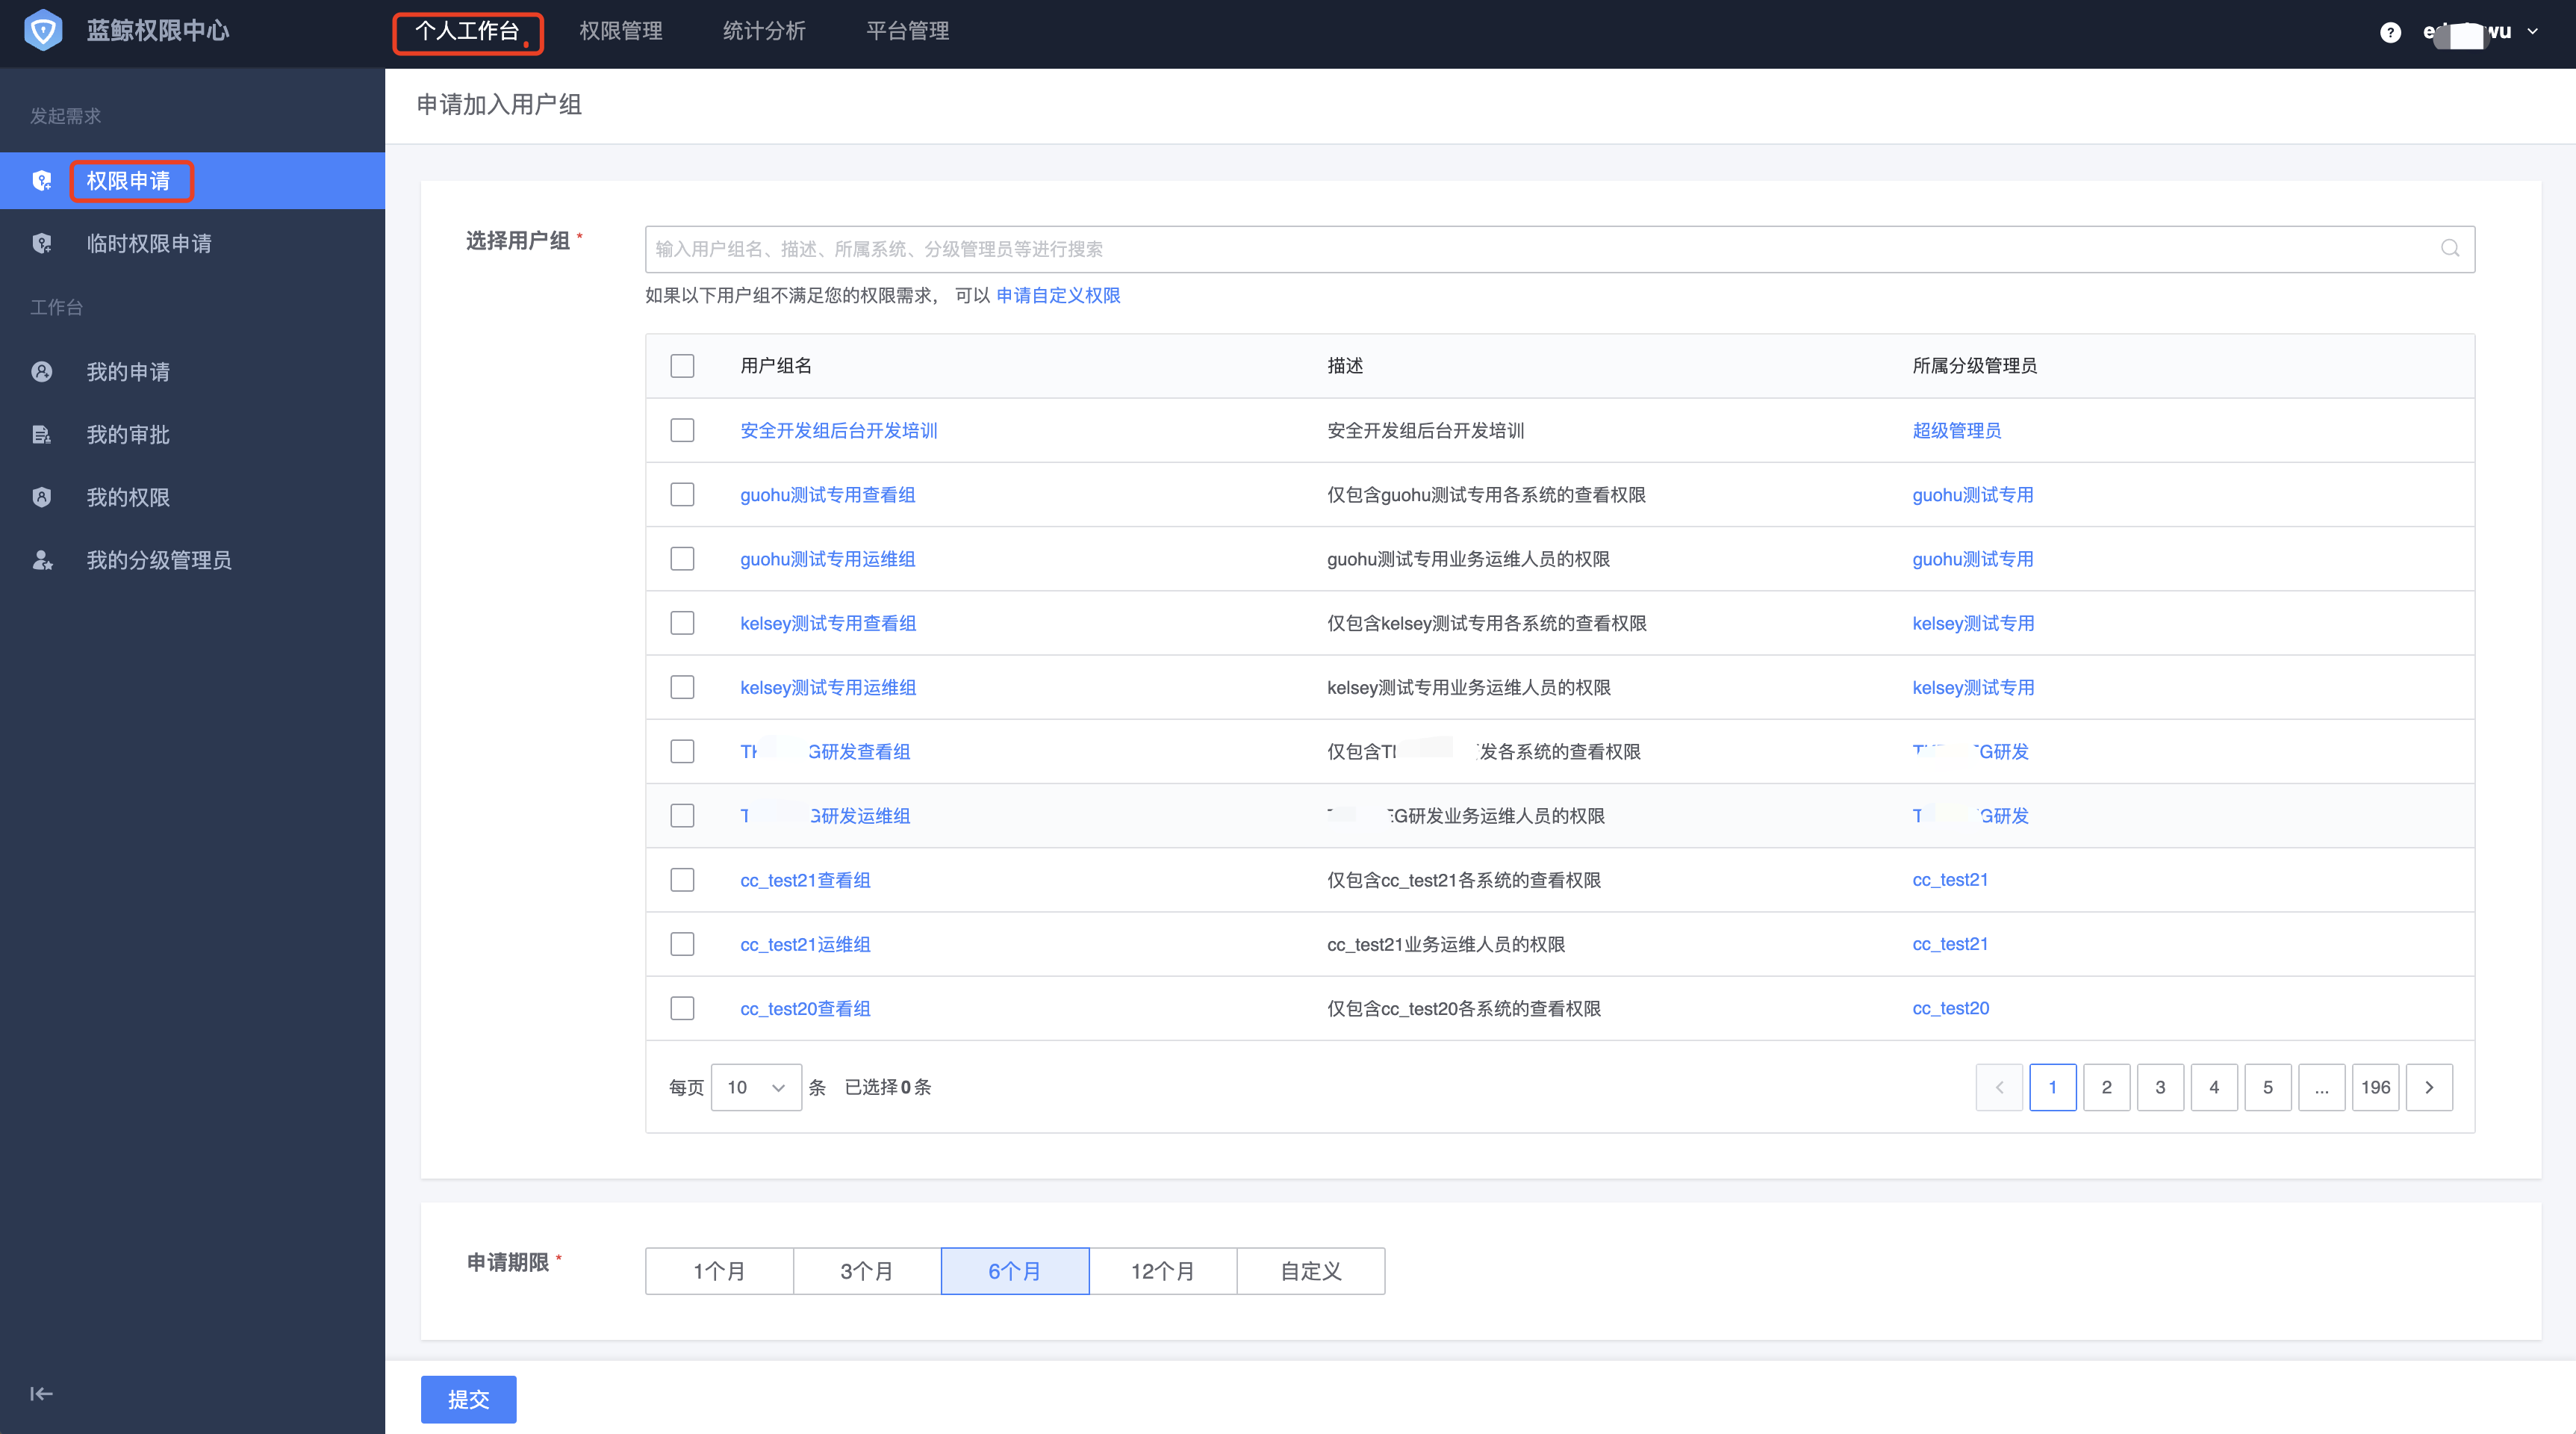 蓝鲸权限中心
个人工作台 权限管理 统计分析 平台管理
发起需求
权限申请
临时权限申请
工作台
我的申请
我的审批
我的权限
我的分级管理员
申请加入用户组
选择用户组 *
输入用户组名、描述、所属系统、分级管理员等进行搜索
如果以下用户组不满足您的权限需求， 可以 申请自定义权限
用户组名 描述 所属分级管理员
安全开发组后台开发培训 安全开发组后台开发培训 超级管理员
guohu测试专用查看组 仅包含guohu测试专用各系统的查看权限 guohu测试专用
guohu测试专用运维组 guohu测试专用业务运维人员的权限 guohu测试专用
kelsey测试专用查看组 仅包含kelsey测试专用各系统的查看权限 kelsey测试专用
kelsey测试专用运维组 kelsey测试专用业务运维人员的权限 kelsey测试专用
G研发查看组 仅包含 发各系统的查看权限 G研发
G研发运维组 G研发业务运维人员的权限 G研发
cc_test21查看组 仅包含cc_test21各系统的查看权限 cc_test21
cc_test21运维组 cc_test21业务运维人员的权限 cc_test21
cc_test20查看组 仅包含cc_test20各系统的查看权限 cc_test20
每页 10 条 已选择0条 1 2 3 4 5 ... 196
申请期限 *
1个月 3个月 6个月 12个月 自定义
提交